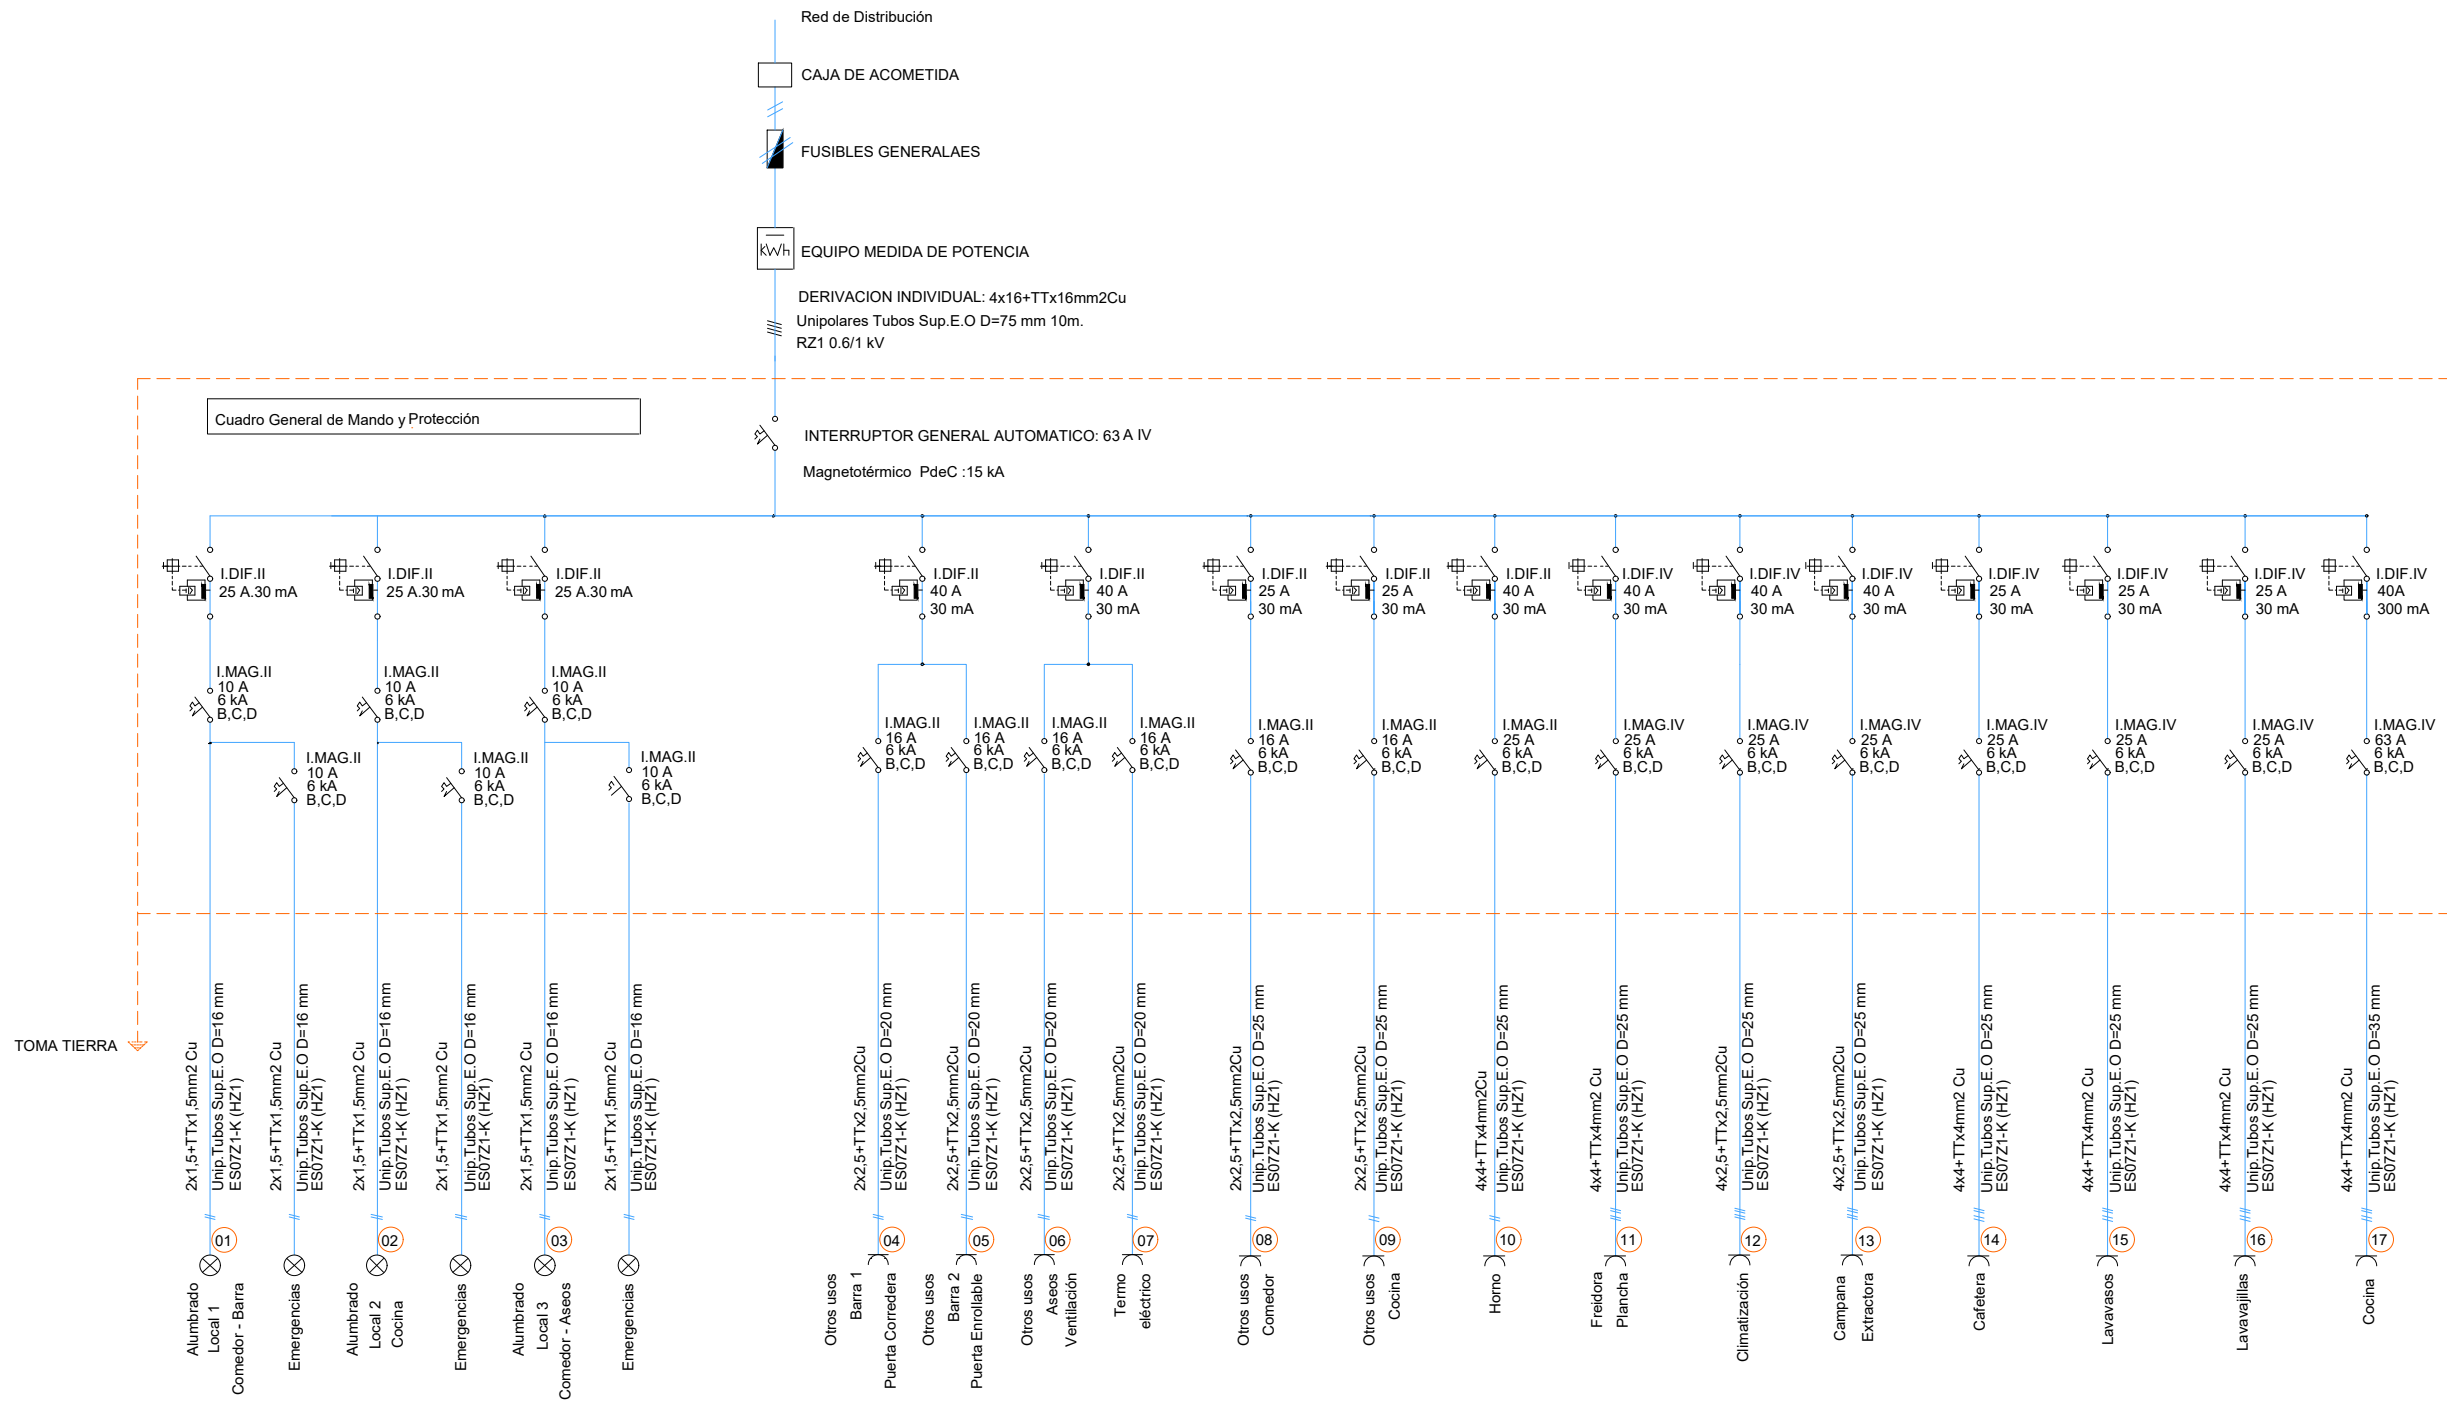 Red de Distribución
CAJA DE ACOMETIDA
FUSIBLES GENERALAES
kWh
EQUIPO MEDIDA DE POTENCIA
DERIVACION INDIVIDUAL: 4x16+TTx16mm2Cu
Unipolares Tubos Sup.E.O D=75 mm 10m.
RZ1 0.6/1 kV
Cuadro General de Mando y Protección
INTERRUPTOR GENERAL AUTOMATICO: 63 A IV
Magnetotérmico PdeC :15 kA
I.DIF.II
25 A.30 mA
I.DIF.II
25 A.30 mA
I.DIF.II
25 A.30 mA
I.DIF.II
40 A
30 mA
I.DIF.II
40 A
30 mA
I.DIF.II
25 A
30 mA
I.DIF.II
25 A
30 mA
I.DIF.II
40 A
30 mA
I.DIF.IV
40 A
30 mA
I.DIF.IV
40 A
30 mA
I.DIF.IV
40 A
30 mA
I.DIF.IV
25 A
30 mA
I.DIF.IV
25 A
30 mA
I.DIF.IV
25 A
30 mA
I.DIF.IV
40A
300 mA
I.MAG.II
10 A
6 kA
B,C,D
I.MAG.II
10 A
6 kA
B,C,D
I.MAG.II
10 A
6 kA
B,C,D
I.MAG.II
10 A
6 kA
B,C,D
I.MAG.II
10 A
6 kA
B,C,D
I.MAG.II
10 A
6 kA
B,C,D
I.MAG.II
16 A
6 kA
B,C,D
I.MAG.II
16 A
6 kA
B,C,D
I.MAG.II
16 A
6 kA
B,C,D
I.MAG.II
16 A
6 kA
B,C,D
I.MAG.II
16 A
6 kA
B,C,D
I.MAG.II
16 A
6 kA
B,C,D
I.MAG.II
25 A
6 kA
B,C,D
I.MAG.IV
25 A
6 kA
B,C,D
I.MAG.IV
25 A
6 kA
B,C,D
I.MAG.IV
25 A
6 kA
B,C,D
I.MAG.IV
25 A
6 kA
B,C,D
I.MAG.IV
25 A
6 kA
B,C,D
I.MAG.IV
25 A
6 kA
B,C,D
I.MAG.IV
63 A
6 kA
B,C,D
TOMA TIERRA
2x1,5+TTx1,5mm2 Cu
Unip.Tubos Sup.E.O D=16 mm
ES07Z1-K (HZ1)
2x1,5+TTx1,5mm2 Cu
Unip.Tubos Sup.E.O D=16 mm
ES07Z1-K (HZ1)
2x1,5+TTx1,5mm2 Cu
Unip.Tubos Sup.E.O D=16 mm
ES07Z1-K (HZ1)
2x1,5+TTx1,5mm2 Cu
Unip.Tubos Sup.E.O D=16 mm
ES07Z1-K (HZ1)
2x1,5+TTx1,5mm2 Cu
Unip.Tubos Sup.E.O D=16 mm
ES07Z1-K (HZ1)
2x1,5+TTx1,5mm2 Cu
Unip.Tubos Sup.E.O D=16 mm
ES07Z1-K (HZ1)
2x2,5+TTx2,5mm2Cu
Unip.Tubos Sup.E.O D=20 mm
ES07Z1-K (HZ1)
2x2,5+TTx2,5mm2Cu
Unip.Tubos Sup.E.O D=20 mm
ES07Z1-K (HZ1)
2x2,5+TTx2,5mm2Cu
Unip.Tubos Sup.E.O D=20 mm
ES07Z1-K (HZ1)
2x2,5+TTx2,5mm2Cu
Unip.Tubos Sup.E.O D=20 mm
ES07Z1-K (HZ1)
2x2,5+TTx2,5mm2Cu
Unip.Tubos Sup.E.O D=25 mm
ES07Z1-K (HZ1)
2x2,5+TTx2,5mm2Cu
Unip.Tubos Sup.E.O D=25 mm
ES07Z1-K (HZ1)
4x4+TTx4mm2Cu
Unip.Tubos Sup.E.O D=25 mm
ES07Z1-K (HZ1)
4x4+TTx4mm2 Cu
Unip.Tubos Sup.E.O D=25 mm
ES07Z1-K (HZ1)
4x2,5+TTx2,5mm2Cu
Unip.Tubos Sup.E.O D=25 mm
ES07Z1-K (HZ1)
4x2,5+TTx2,5mm2Cu
Unip.Tubos Sup.E.O D=25 mm
ES07Z1-K (HZ1)
4x4+TTx4mm2 Cu
Unip.Tubos Sup.E.O D=25 mm
ES07Z1-K (HZ1)
4x4+TTx4mm2 Cu
Unip.Tubos Sup.E.O D=25 mm
ES07Z1-K (HZ1)
4x4+TTx4mm2 Cu
Unip.Tubos Sup.E.O D=25 mm
ES07Z1-K (HZ1)
4x4+TTx4mm2 Cu
Unip.Tubos Sup.E.O D=35 mm
ES07Z1-K (HZ1)
01
02
03
04
05
06
07
08
09
10
11
12
13
14
15
16
17
Alumbrado
Local 1
Comedor - Barra
Emergencias
Alumbrado
Local 2
Cocina
Emergencias
Alumbrado
Local 3
Comedor - Aseos
Emergencias
Otros usos
Barra 1
Puerta Corredera
Otros usos
Barra 2
Puerta Enrollable
Otros usos
Aseos
Ventilación
Termo
eléctrico
Otros usos
Comedor
Otros usos
Cocina
Horno
Freidora
Plancha
Climatización
Campana
Extractora
Cafetera
Lavavasos
Lavavajillas
Cocina